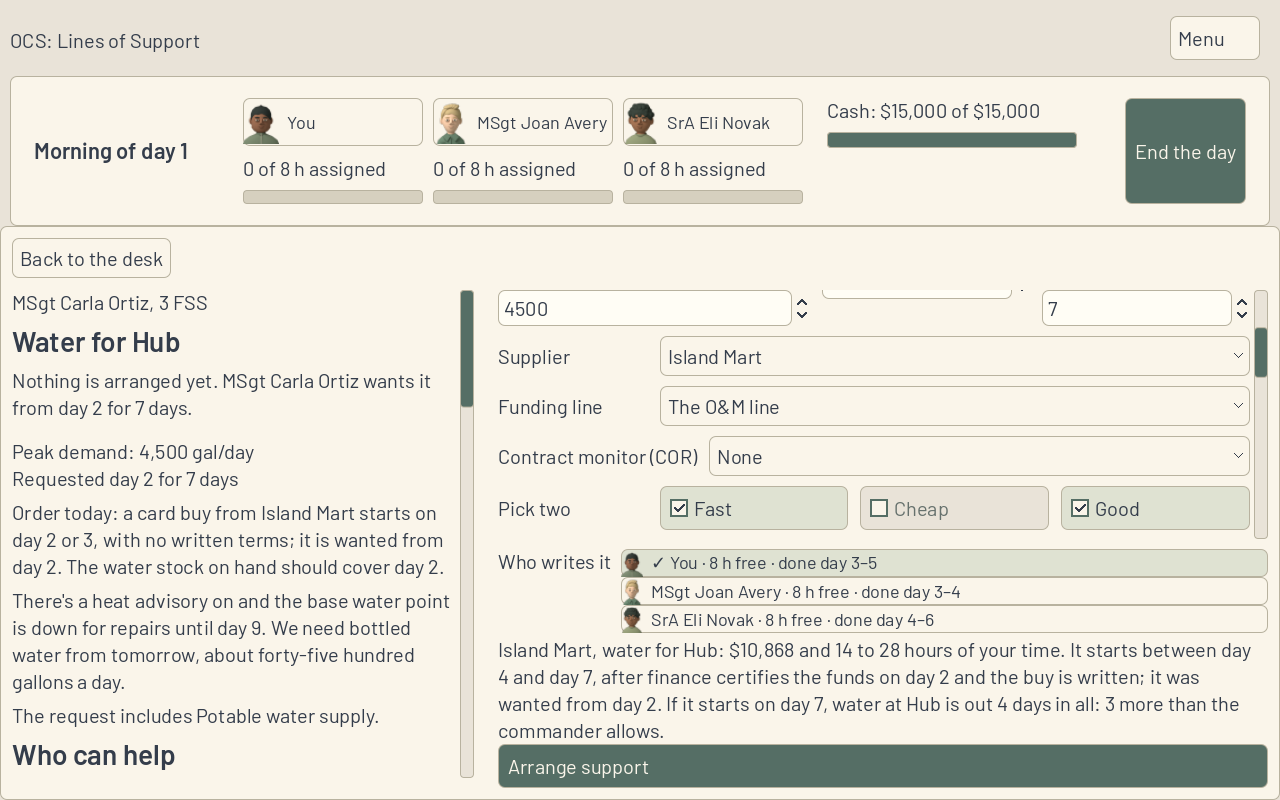 OCS: Lines of Support
Menu
Morning of day 1
You
MSgt Joan Avery
SrA Eli Novak
0 of 8 h assigned
0 of 8 h assigned
0 of 8 h assigned
Cash: $15,000 of $15,000
End the day
Back to the desk
MSgt Carla Ortiz, 3 FSS
Water for Hub
Nothing is arranged yet. MSgt Carla Ortiz wants it
from day 2 for 7 days.
Peak demand: 4,500 gal/day
Requested day 2 for 7 days
Order today: a card buy from Island Mart starts on
day 2 or 3, with no written terms; it is wanted from
day 2. The water stock on hand should cover day 2.
There's a heat advisory on and the base water point
is down for repairs until day 9. We need bottled
water from tomorrow, about forty-five hundred
gallons a day.
The request includes Potable water supply.
Who can help
4500
7
Supplier
Island Mart
Funding line
The O&M line
Contract monitor (COR)
None
Pick two
Fast
Cheap
Good
Who writes it
✓ You · 8 h free · done day 3–5
MSgt Joan Avery · 8 h free · done day 3–4
SrA Eli Novak · 8 h free · done day 4–6
Island Mart, water for Hub: $10,868 and 14 to 28 hours of your time. It starts between day
4 and day 7, after finance certifies the funds on day 2 and the buy is written; it was
wanted from day 2. If it starts on day 7, water at Hub is out 4 days in all: 3 more than the
commander allows.
Arrange support